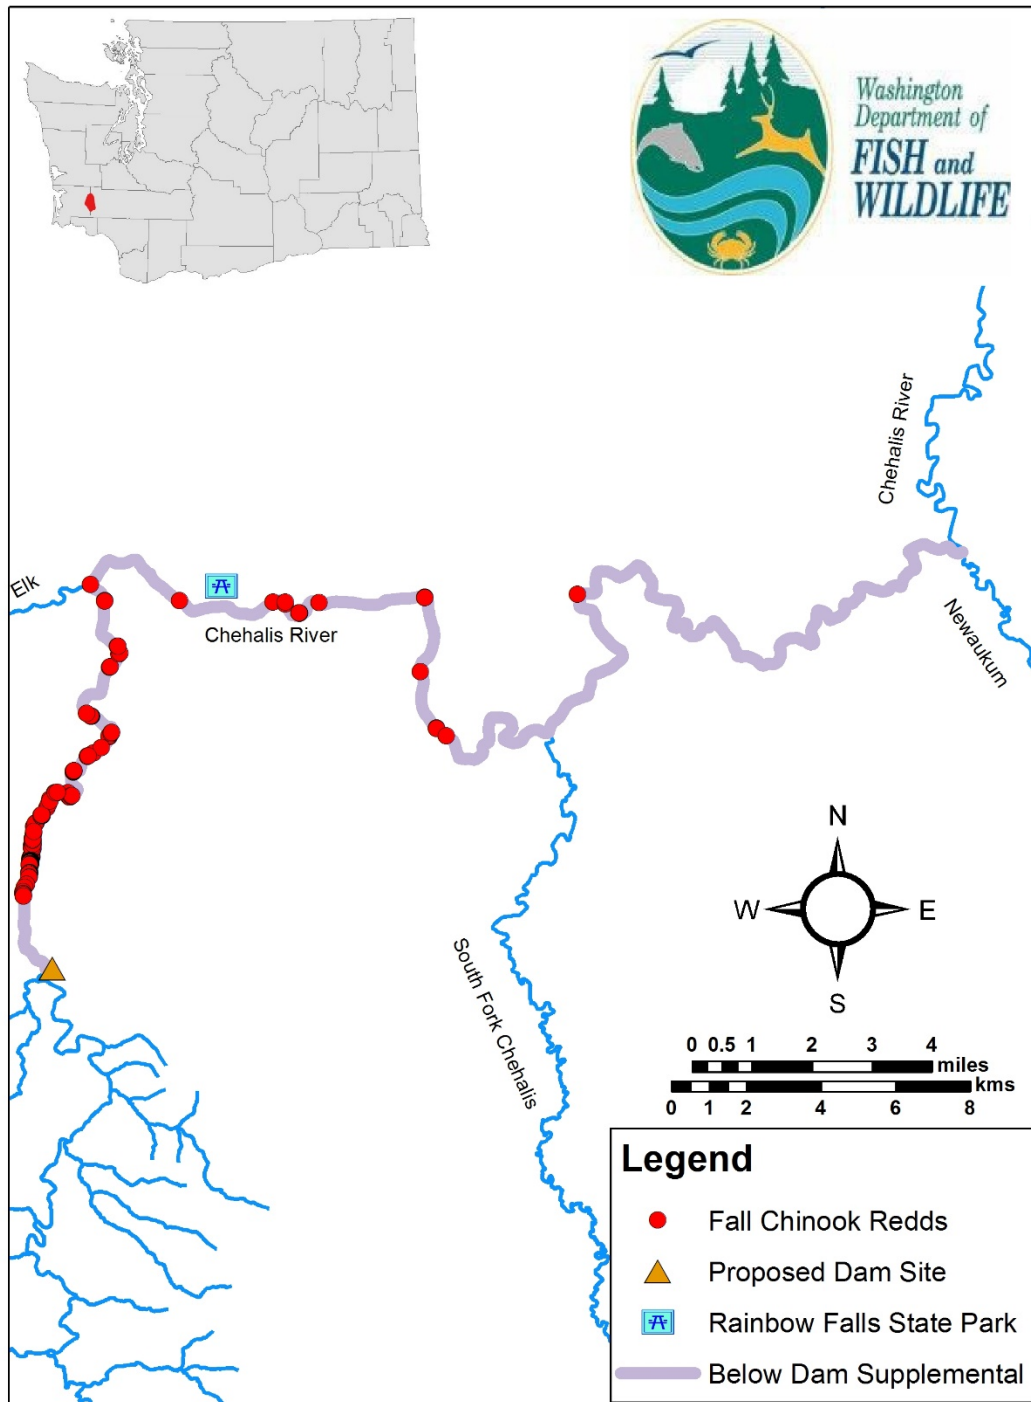 Washington
Department of
FISH and
WILDLIFE
Chehalis River
Elk
Chehalis River
Newaukum
South Fork Chehalis
N
W E
S
0 0.5 1 2 3 4
miles
kms
0 1 2 4 6 8
Legend
Fall Chinook Redds
Proposed Dam Site
Rainbow Falls State Park
Below Dam Supplemental